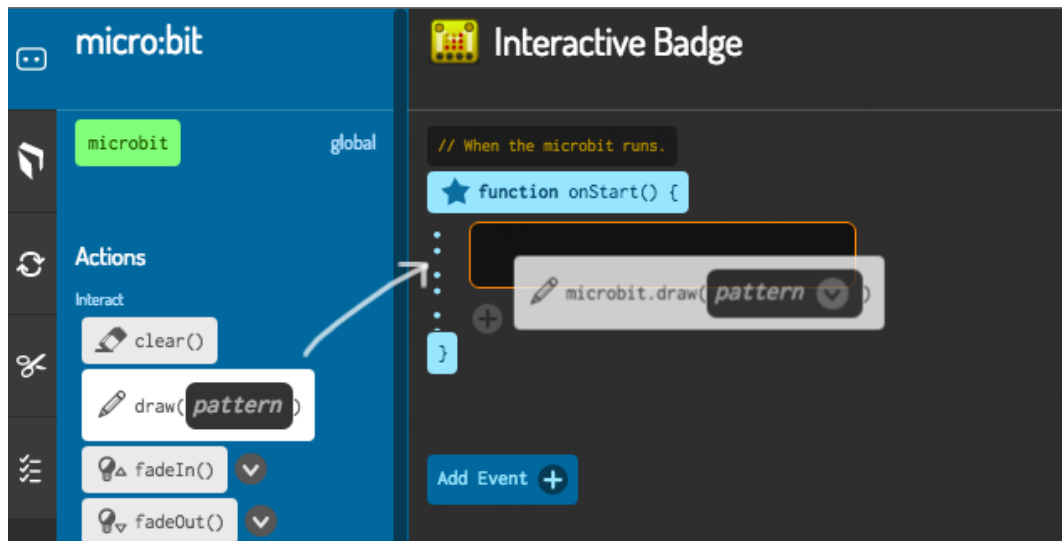 micro:bit
microbit
global
Actions
Interact
clear()
draw(pattern)
fadeIn()
fadeOut()
Interactive Badge
// When the microbit runs.
function onStart() {
microbit.draw(pattern)
}
Add Event